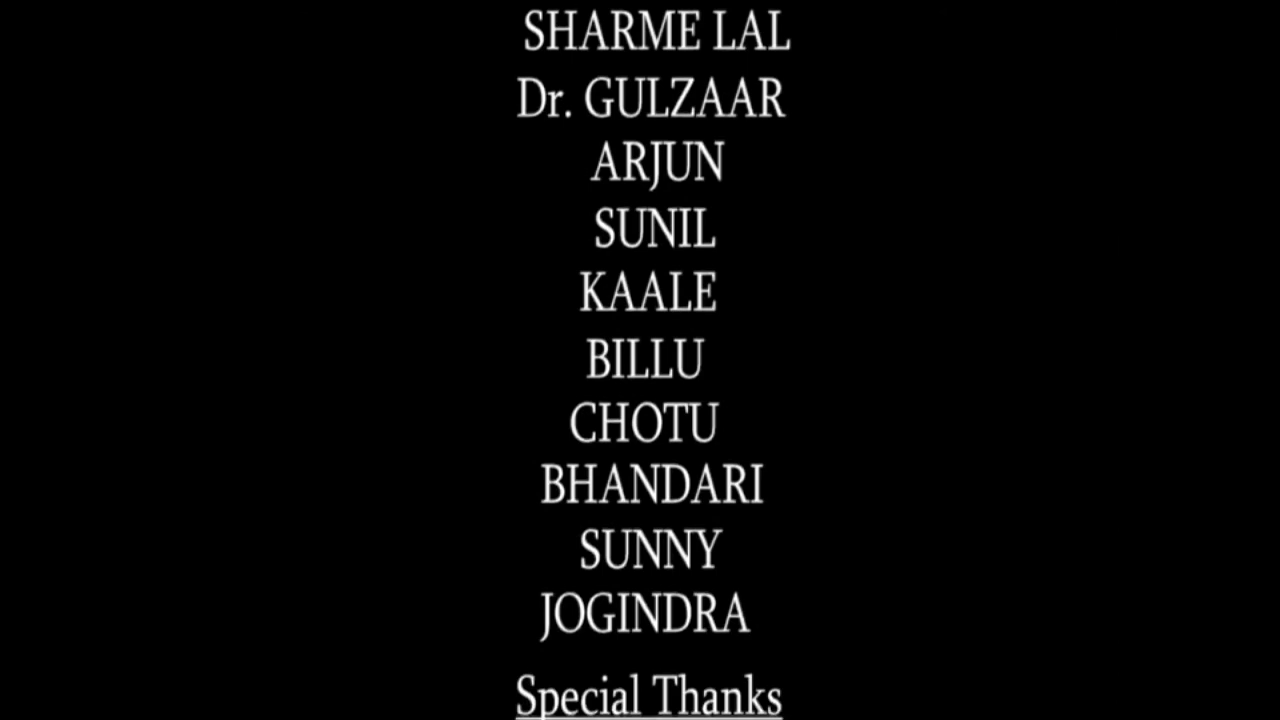 SHARME LAL
Dr. GULZAAR
ARJUN
SUNIL
KAALE
BILLU
CHOTU
BHANDARI
SUNNY
JOGINDRA
Special Thanks